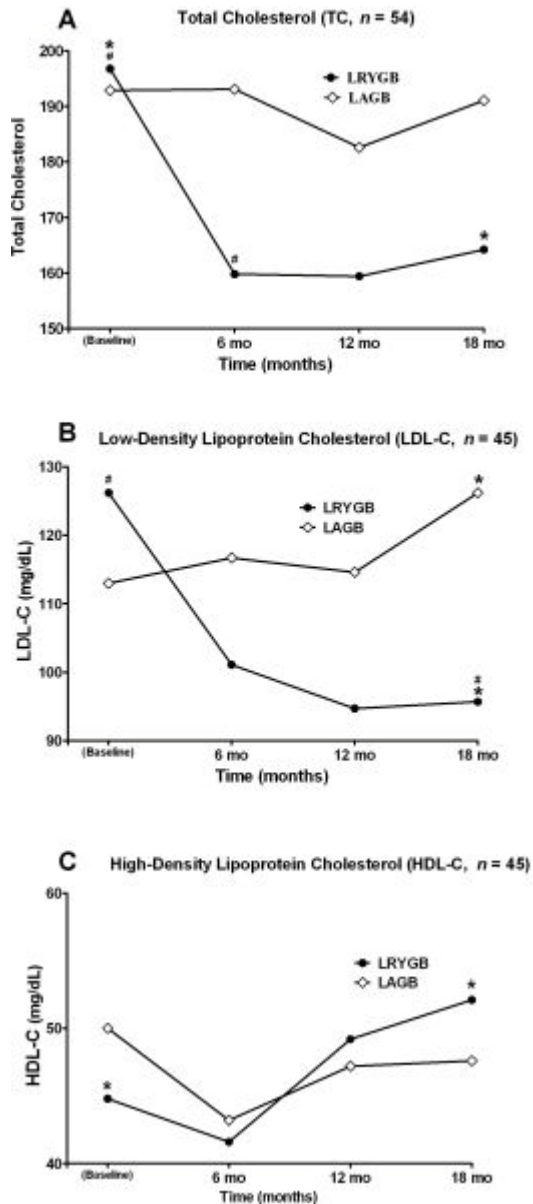 A Total Cholesterol (TC, n = 54)
*
#
200
LRYGB
LAGB
190
180
Total Cholesterol
170
#
*
160
150
(Baseline) 6 mo 12 mo 18 mo
Time (months)
B Low-Density Lipoprotein Cholesterol (LDL-C, n = 45)
130
#
*
LRYGB
LAGB
120
LDL-C (mg/dL)
110
100
#
*
90
(Baseline) 6 mo 12 mo 18 mo
Time (months)
C High-Density Lipoprotein Cholesterol (HDL-C, n = 45)
60
LRYGB
LAGB
*
HDL-C (mg/dL)
50
*
40
(Baseline) 6 mo 12 mo 18 mo
Time (months)